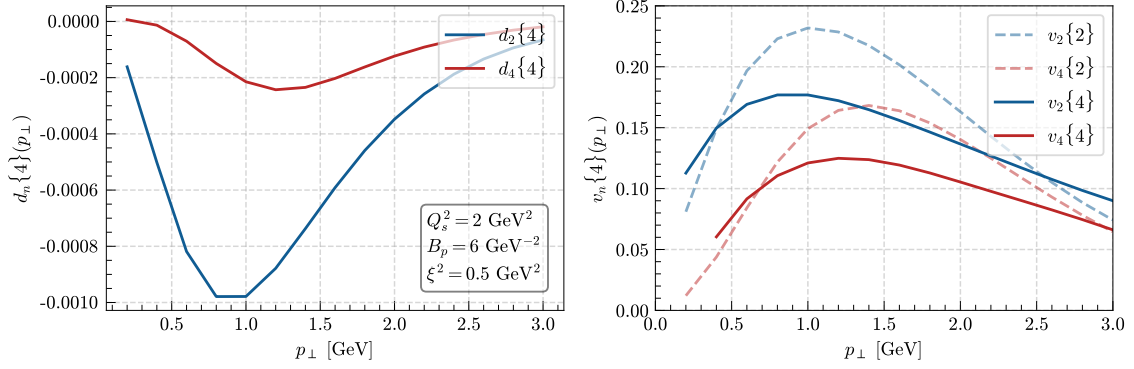 0.0000
-0.0002
-0.0004
-0.0006
-0.0008
-0.0010
d_n{4}(p_⊥)
0.5
1.0
1.5
2.0
2.5
3.0
p_⊥ [GeV]
d_2{4}
d_4{4}
Q_s^2 = 2 GeV^2
B_p = 6 GeV^{-2}
ξ^2 = 0.5 GeV^2
0.25
0.20
0.15
0.10
0.05
0.00
v_n{4}(p_⊥)
0.0
0.5
1.0
1.5
2.0
2.5
3.0
p_⊥ [GeV]
v_2{2}
v_4{2}
v_2{4}
v_4{4}